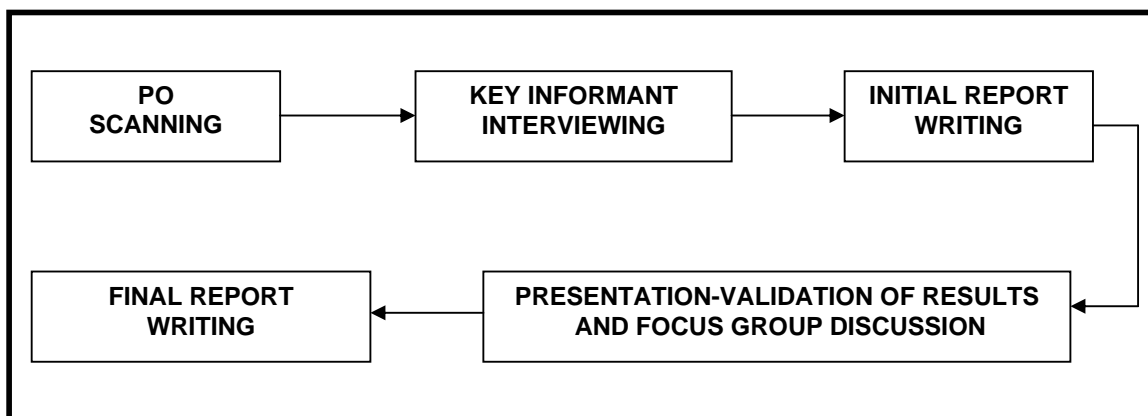 PO
SCANNING
KEY INFORMANT
INTERVIEWING
INITIAL REPORT
WRITING
PRESENTATION-VALIDATION OF RESULTS
AND FOCUS GROUP DISCUSSION
FINAL REPORT
WRITING